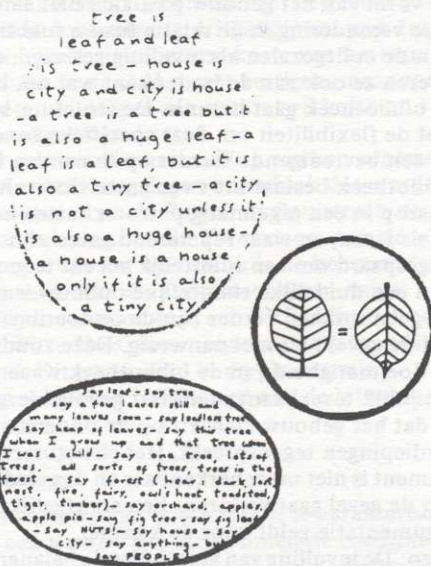 tree is
leaf and leaf
is tree - house is
city and city is house
- a tree is a tree but it
is also a huge leaf - a
leaf is a leaf, but it is
also a tiny tree - a city
is not a city unless it
is also a huge house -
a house is a house
only if it is also
a tiny city
=
say leaf - say tree
say a few leaves still and
many leaves soon - say leafless tree
say heap of leaves - say this tree
when I grow up and that tree when
I was a child - say one tree, lots of
trees, all sorts of trees, trees in the
forest - say forest
nest, fire, fairy, owl's hoot, toadstool,
tiger, timber) - say orchard, apples,
apple pie - say fig tree - say fig leaf -
say NUTS! - say house - say
city - say anything - but
say PEOPLE!